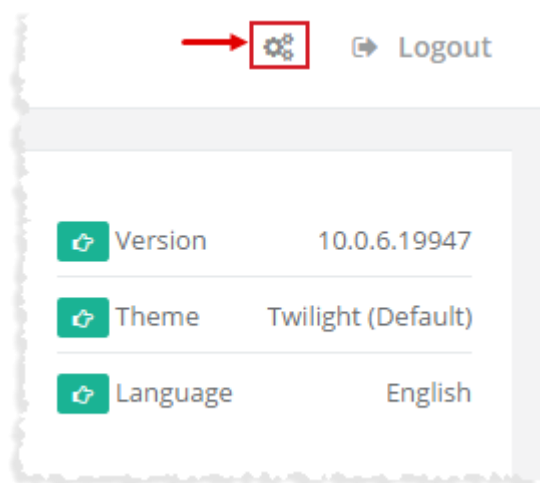 Logout
Version 10.0.6.19947
Theme Twilight (Default)
Language English